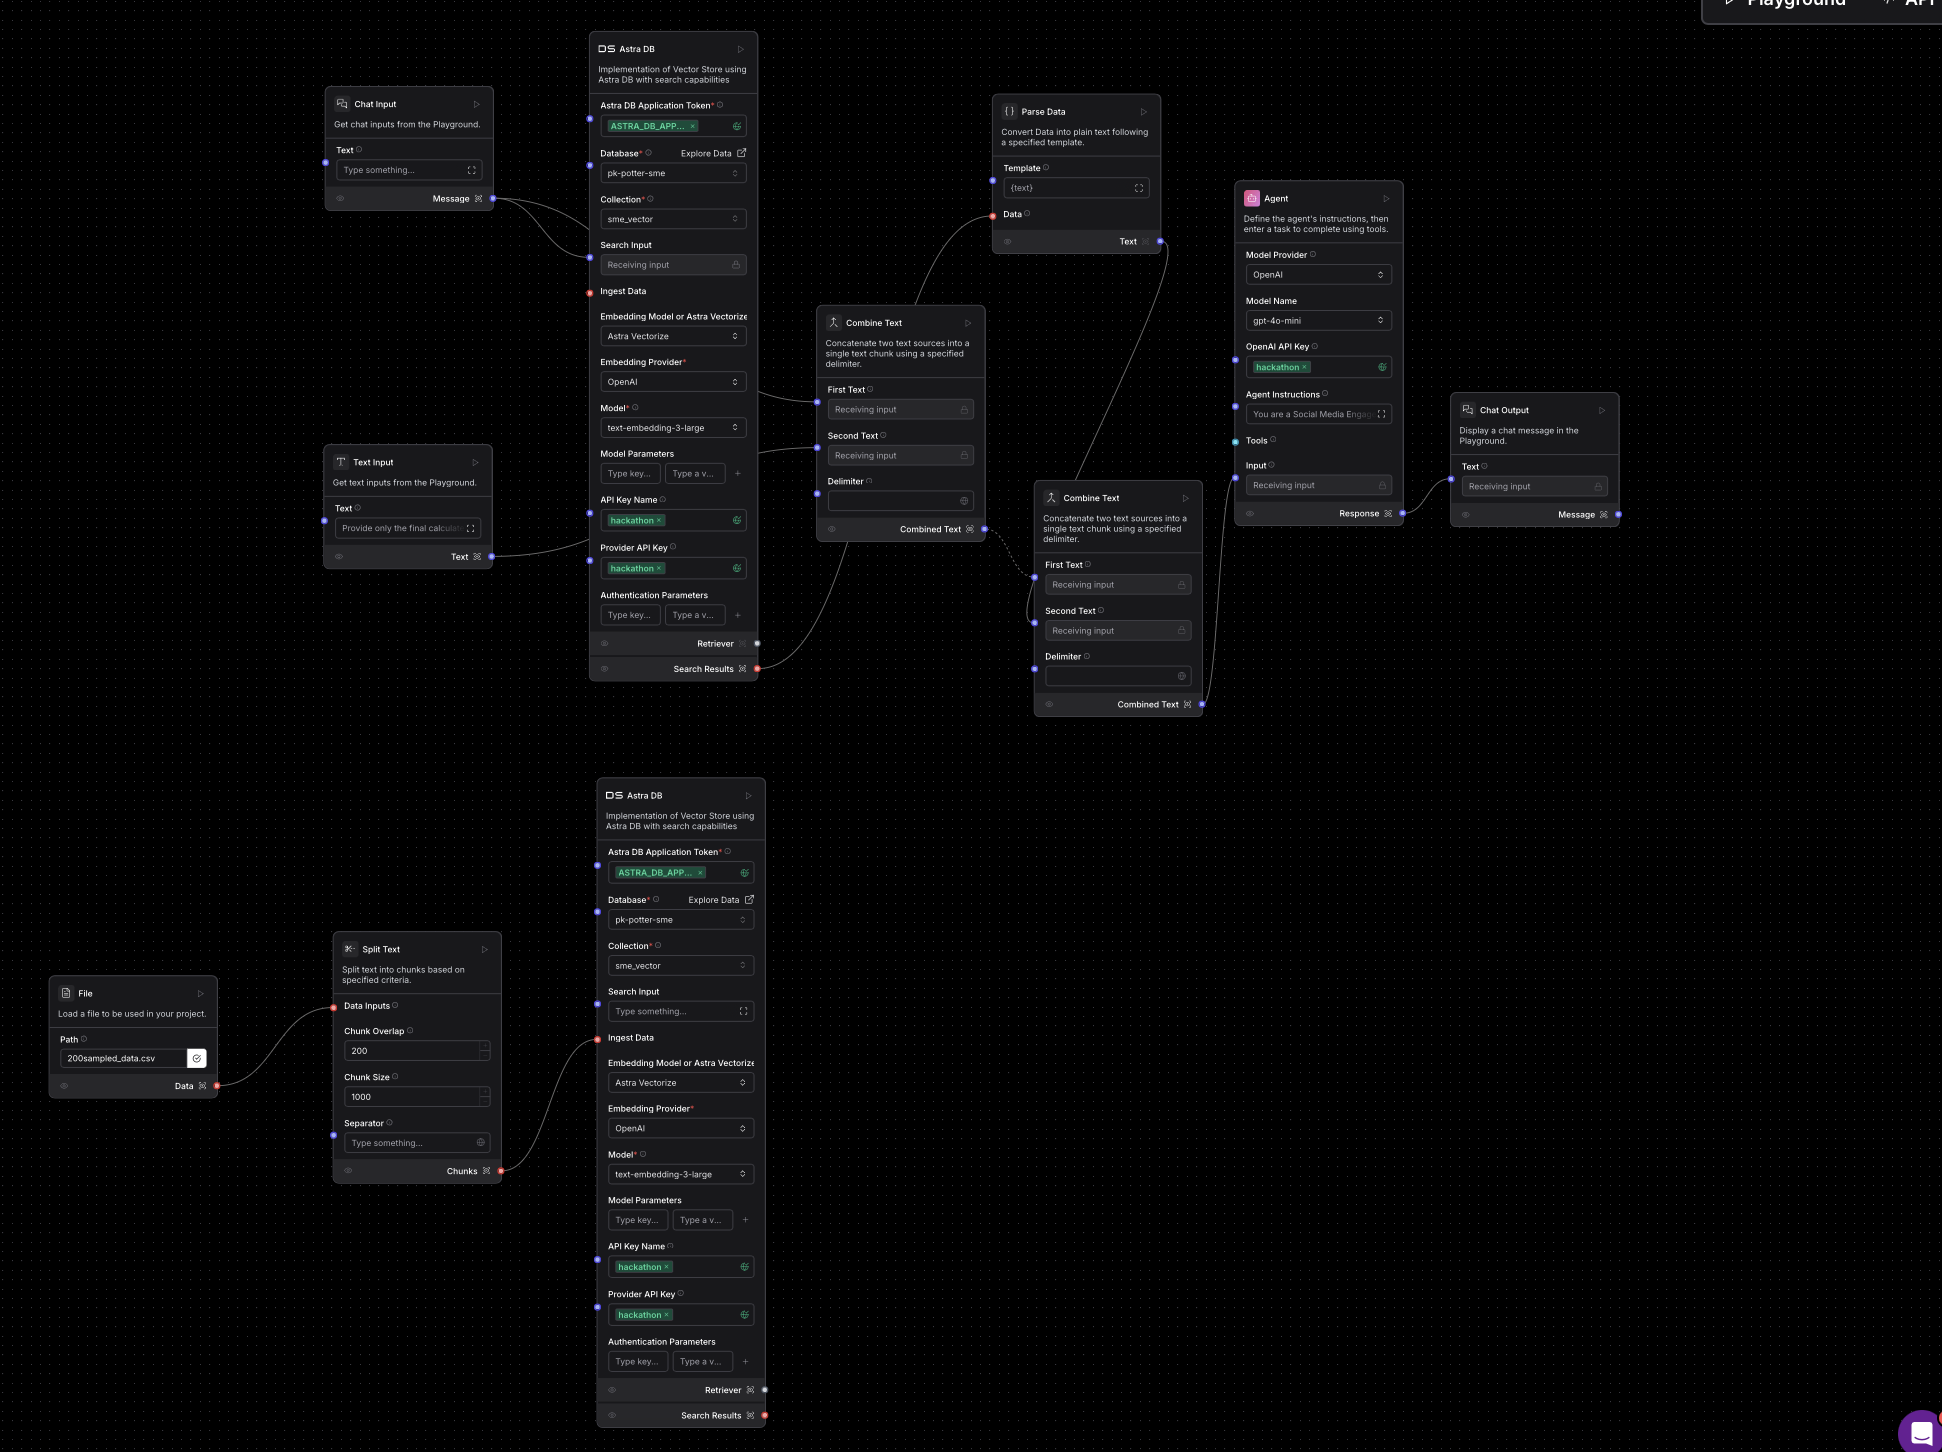 Playground
API
Chat Input
Get chat inputs from the Playground.
Text
Type something...
Message
Text Input
Get text inputs from the Playground.
Text
Provide only the final calculat
Text
DS Astra DB
Implementation of Vector Store using
Astra DB with search capabilities
Astra DB Application Token*
ASTRA_DB_APP... ×
Database* Explore Data
pk-potter-sme
Collection*
sme_vector
Search Input
Receiving input
Ingest Data
Embedding Model or Astra Vectorize
Astra Vectorize
Embedding Provider*
OpenAI
Model*
text-embedding-3-large
Model Parameters
Type key... Type a v... +
API Key Name
hackathon ×
Provider API Key
hackathon ×
Authentication Parameters
Type key... Type a v... +
Retriever
Search Results
Combine Text
Concatenate two text sources into a
single text chunk using a specified
delimiter.
First Text
Receiving input
Second Text
Receiving input
Delimiter
Combined Text
{} Parse Data
Convert Data into plain text following
a specified template.
Template
{text}
Data
Text
Combine Text
Concatenate two text sources into a
single text chunk using a specified
delimiter.
First Text
Receiving input
Second Text
Receiving input
Delimiter
Combined Text
Agent
Define the agent's instructions, then
enter a task to complete using tools.
Model Provider
OpenAI
Model Name
gpt-4o-mini
OpenAI API Key
hackathon ×
Agent Instructions
You are a Social Media Engag
Tools
Input
Receiving input
Response
Chat Output
Display a chat message in the
Playground.
Text
Receiving input
Message
File
Load a file to be used in your project.
Path
200sampled_data.csv
Data
Split Text
Split text into chunks based on
specified criteria.
Data Inputs
Chunk Overlap
200
Chunk Size
1000
Separator
Type something...
Chunks
DS Astra DB
Implementation of Vector Store using
Astra DB with search capabilities
Astra DB Application Token*
ASTRA_DB_APP... ×
Database* Explore Data
pk-potter-sme
Collection*
sme_vector
Search Input
Type something...
Ingest Data
Embedding Model or Astra Vectorize
Astra Vectorize
Embedding Provider*
OpenAI
Model*
text-embedding-3-large
Model Parameters
Type key... Type a v... +
API Key Name
hackathon ×
Provider API Key
hackathon ×
Authentication Parameters
Type key... Type a v... +
Retriever
Search Results